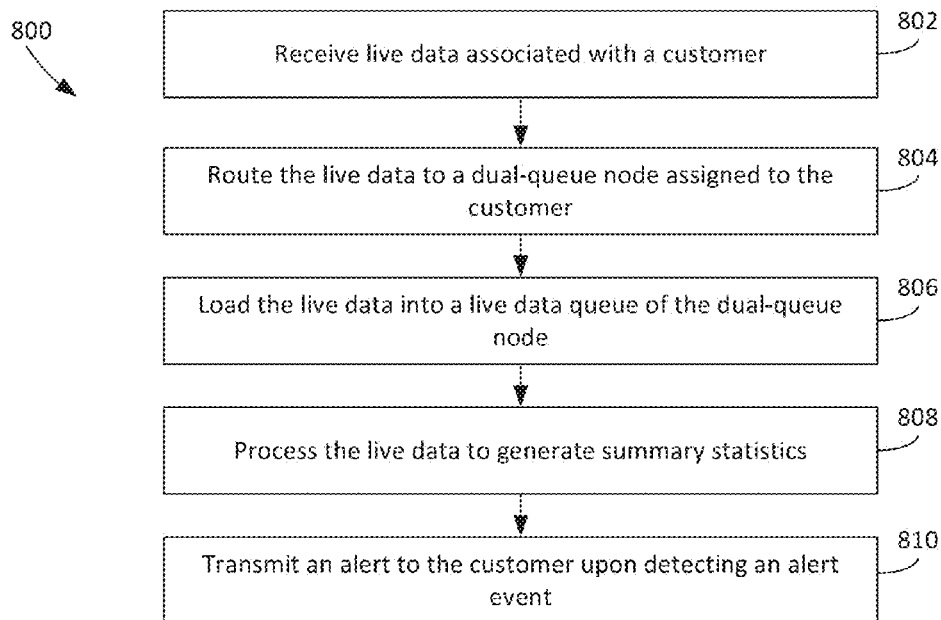 800
802
Receive live data associated with a customer
804
Route the live data to a dual-queue node assigned to the
customer
806
Load the live data into a live data queue of the dual-queue
node
808
Process the live data to generate summary statistics
810
Transmit an alert to the customer upon detecting an alert
event